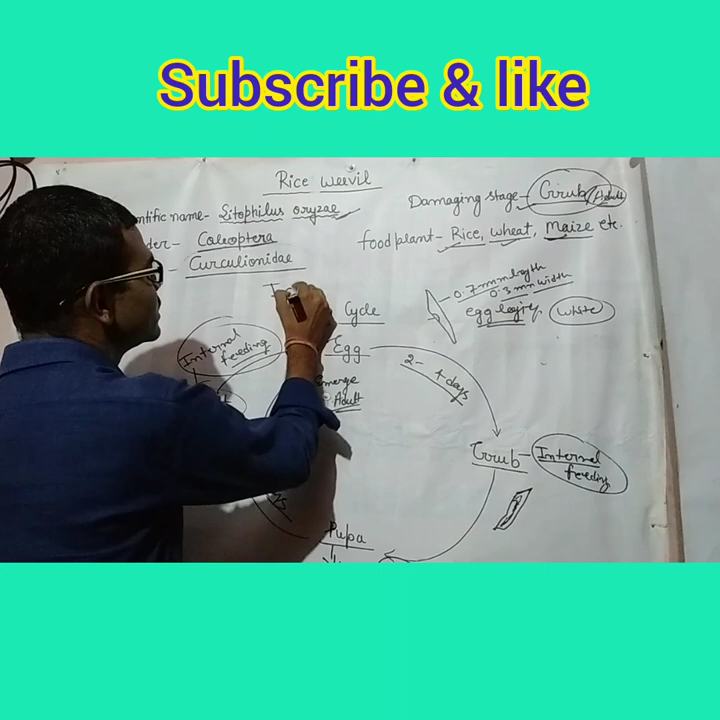 Subscribe & like
Rice Weevil
ntific name- Sitophilus oryzae
der- Coleoptera
- Curculionidae
Damaging stage- Grub/Adult
food plant- Rice, wheat, Maize etc.
0.7 mm length
0.3 mm width
egg laying
white
Cycle
Internal
feeding
Egg
2-4 days
emerge
Adult
Grub- Internal
feeding
Pupa